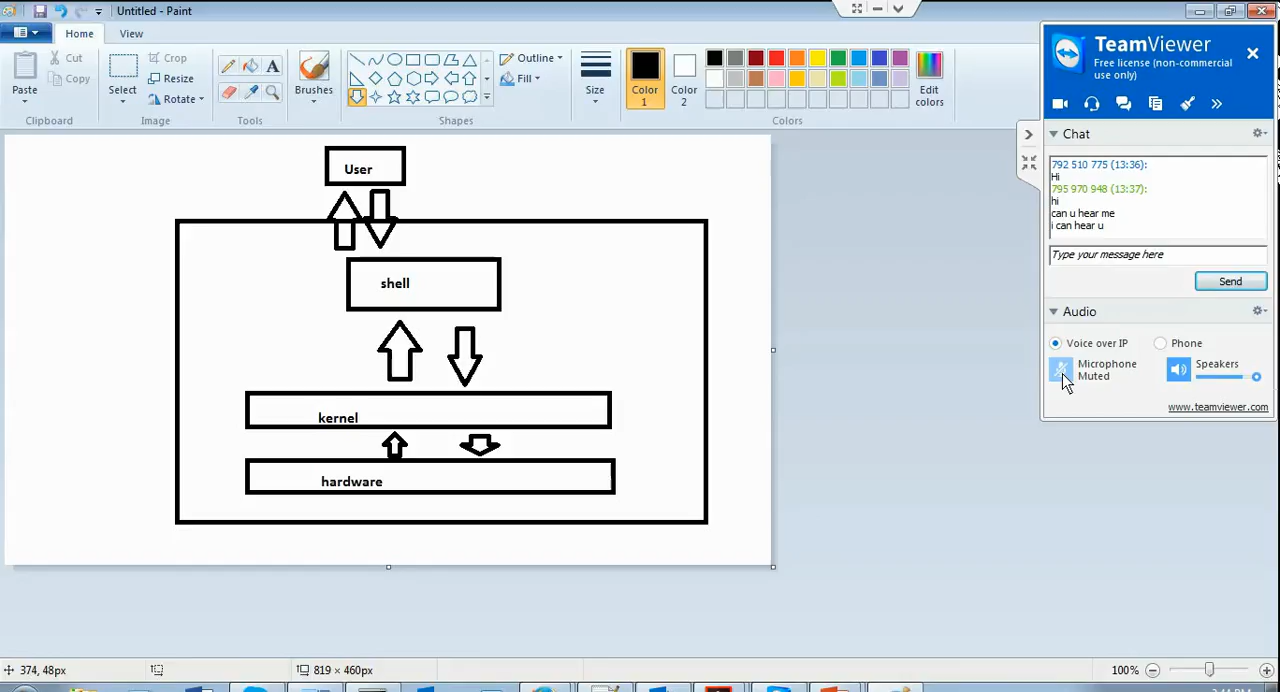 Untitled - Paint
Home
View
Paste
Cut
Copy
Clipboard
Select
Crop
Resize
Rotate
Image
A
Tools
Brushes
Shapes
Outline
Fill
Size
Color
1
Color
2
Edit
colors
Colors
User
shell
kernel
hardware
TeamViewer
Free license (non-commercial
use only)
Chat
792 510 775 (13:36):
Hi
795 970 948 (13:37):
hi
can u hear me
i can hear u
Type your message here
Send
Audio
Voice over IP
Phone
Microphone
Muted
Speakers
www.teamviewer.com
374, 48px
819 × 460px
100%